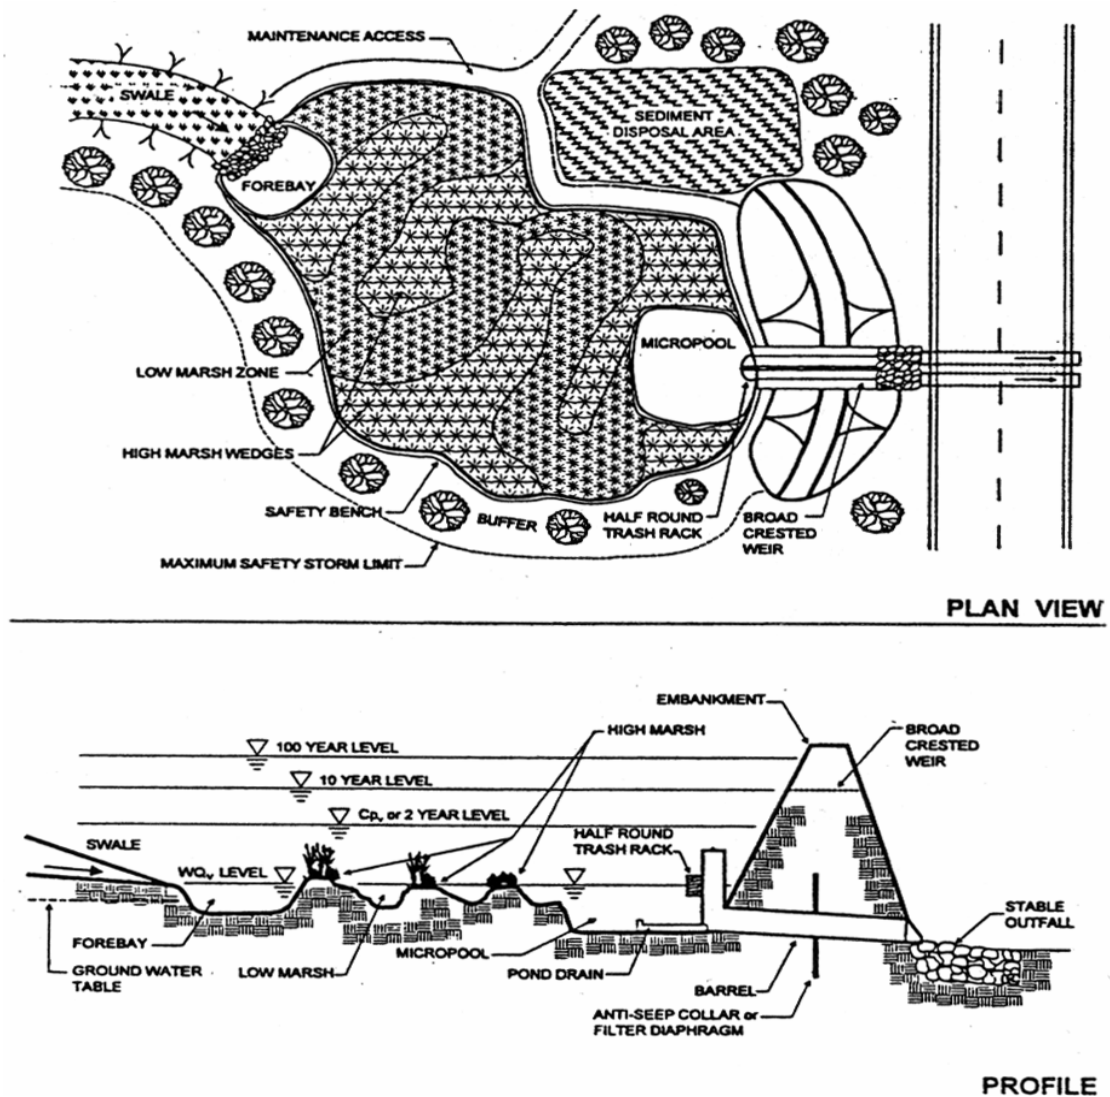 MAINTENANCE ACCESS
SWALE
SEDIMENT
DISPOSAL AREA
FOREBAY
MICROPOOL
LOW MARSH ZONE
HIGH MARSH WEDGES
SAFETY BENCH
BUFFER
HALF ROUND
TRASH RACK
BROAD
CRESTED
WEIR
MAXIMUM SAFETY STORM LIMIT
PLAN VIEW
EMBANKMENT
HIGH MARSH
BROAD
CRESTED
WEIR
100 YEAR LEVEL
10 YEAR LEVEL
Cpv or 2 YEAR LEVEL
HALF ROUND
TRASH RACK
SWALE
WQv LEVEL
STABLE
OUTFALL
FOREBAY
MICROPOOL
GROUND WATER
TABLE
LOW MARSH
POND DRAIN
BARREL
ANTI-SEEP COLLAR or
FILTER DIAPHRAGM
PROFILE